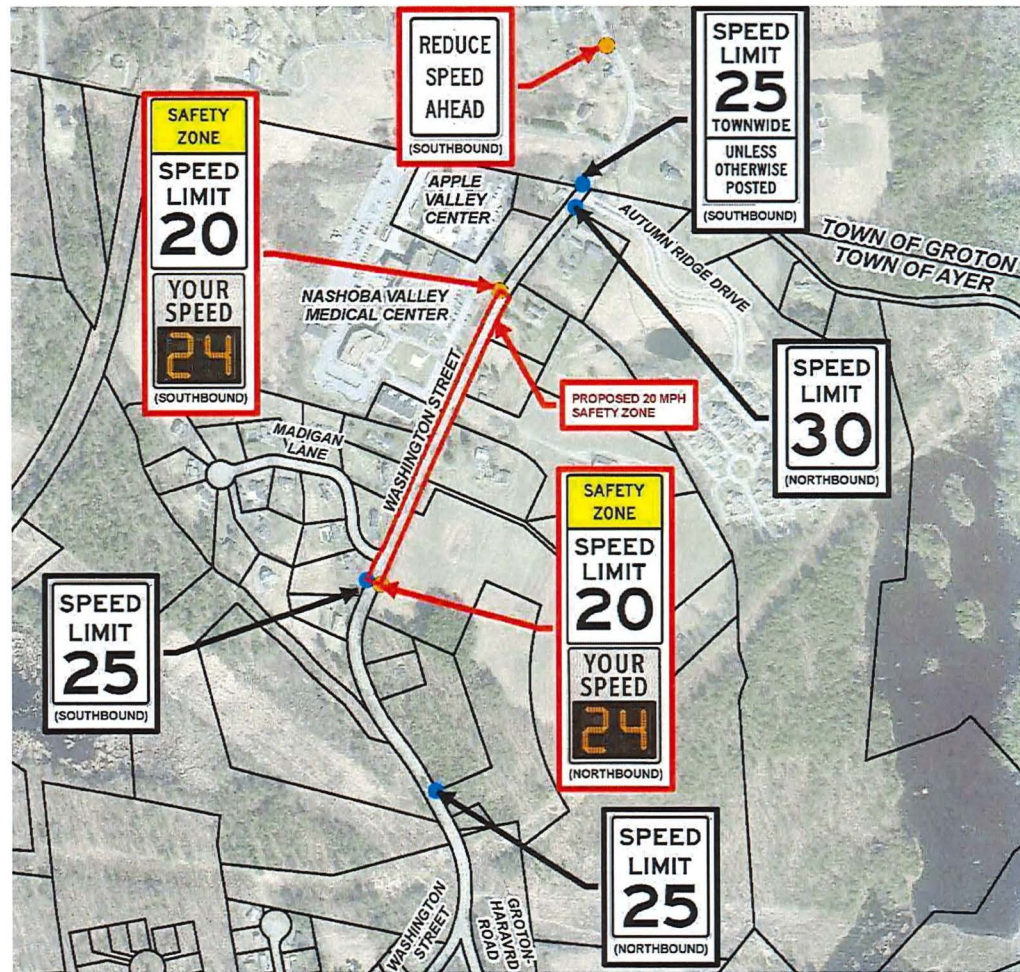 REDUCE
SPEED
AHEAD
(SOUTHBOUND)
SPEED
LIMIT
25
TOWNWIDE
UNLESS
OTHERWISE
POSTED
(SOUTHBOUND)
SAFETY
ZONE
SPEED
LIMIT
20
YOUR
SPEED
24
(SOUTHBOUND)
APPLE
VALLEY
CENTER
AUTUMN RIDGE DRIVE
TOWN OF GROTON
TOWN OF AYER
NASHOBA VALLEY
MEDICAL CENTER
WASHINGTON STREET
PROPOSED 20 MPH
SAFETY ZONE
SPEED
LIMIT
30
(NORTHBOUND)
MADIGAN
LANE
SAFETY
ZONE
SPEED
LIMIT
20
YOUR
SPEED
24
(NORTHBOUND)
SPEED
LIMIT
25
(SOUTHBOUND)
SPEED
LIMIT
25
(NORTHBOUND)
WASHINGTON
STREET
GROTON-
HARAVRD
ROAD